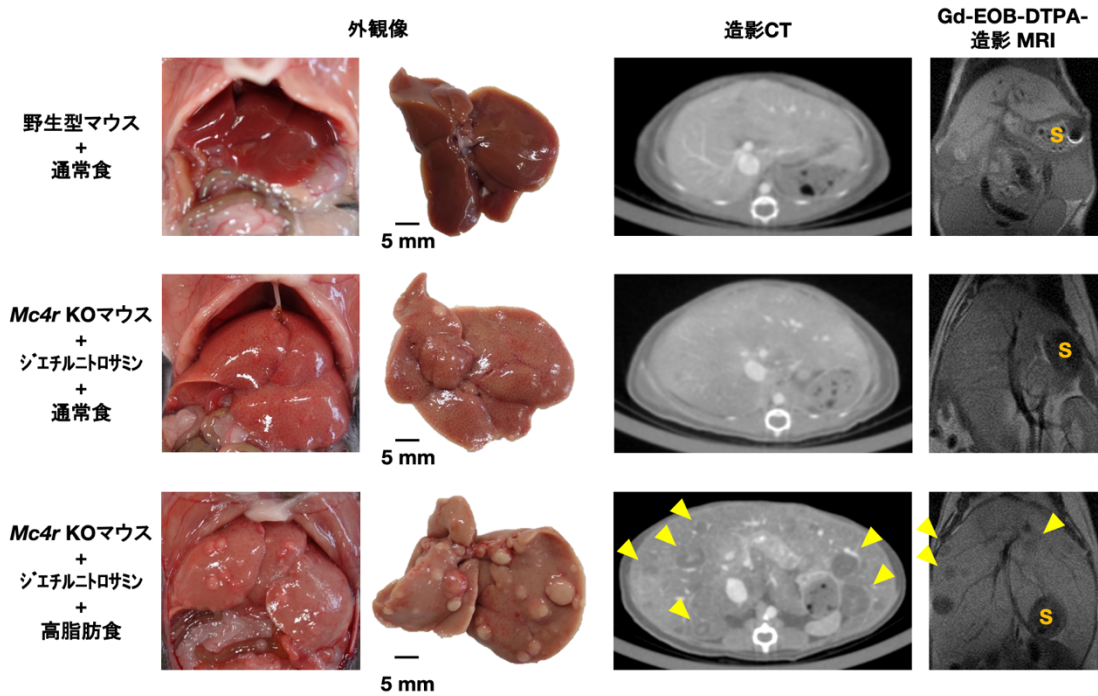 外観像
造影CT
Gd-EOB-DTPA-
造影 MRI
野生型マウス
+
通常食
5 mm
S
Mc4r KOマウス
+
ジエチルニトロサミン
+
通常食
5 mm
S
Mc4r KOマウス
+
ジエチルニトロサミン
+
高脂肪食
5 mm
S